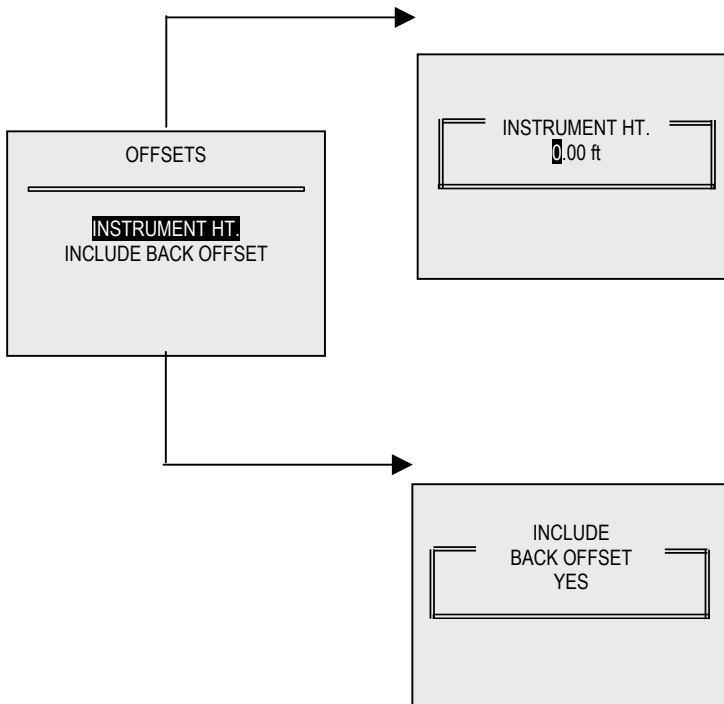 OFFSETS
INSTRUMENT HT.
INCLUDE BACK OFFSET
INSTRUMENT HT.
0.00 ft
INCLUDE
BACK OFFSET
YES